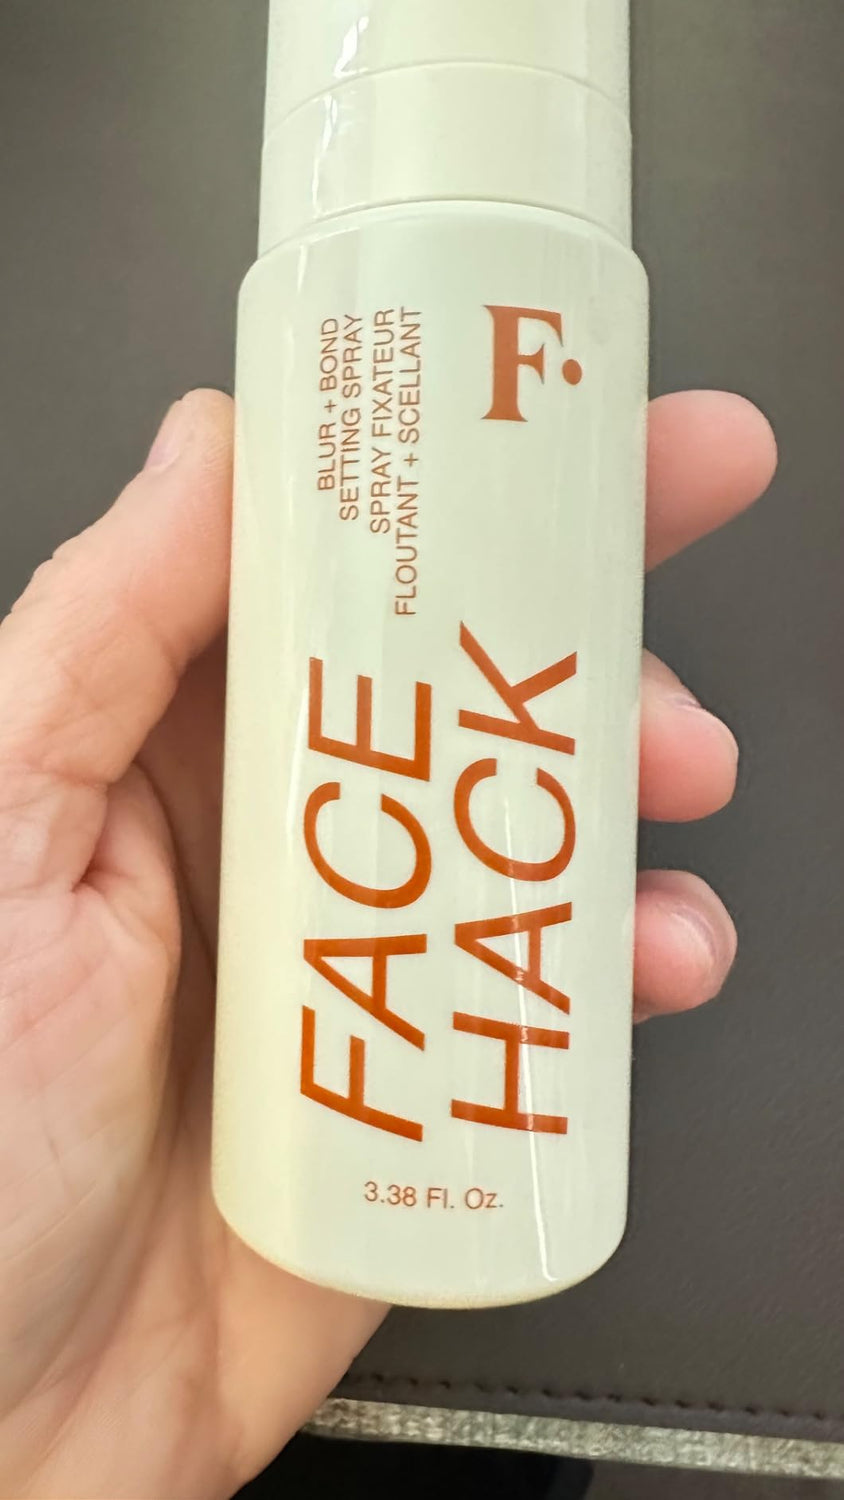 F.
BLUR + BOND
SETTING SPRAY
SPRAY FIXATEUR
FLOUTANT + SCELLANT
FACE
HACK
3.38 Fl. Oz.